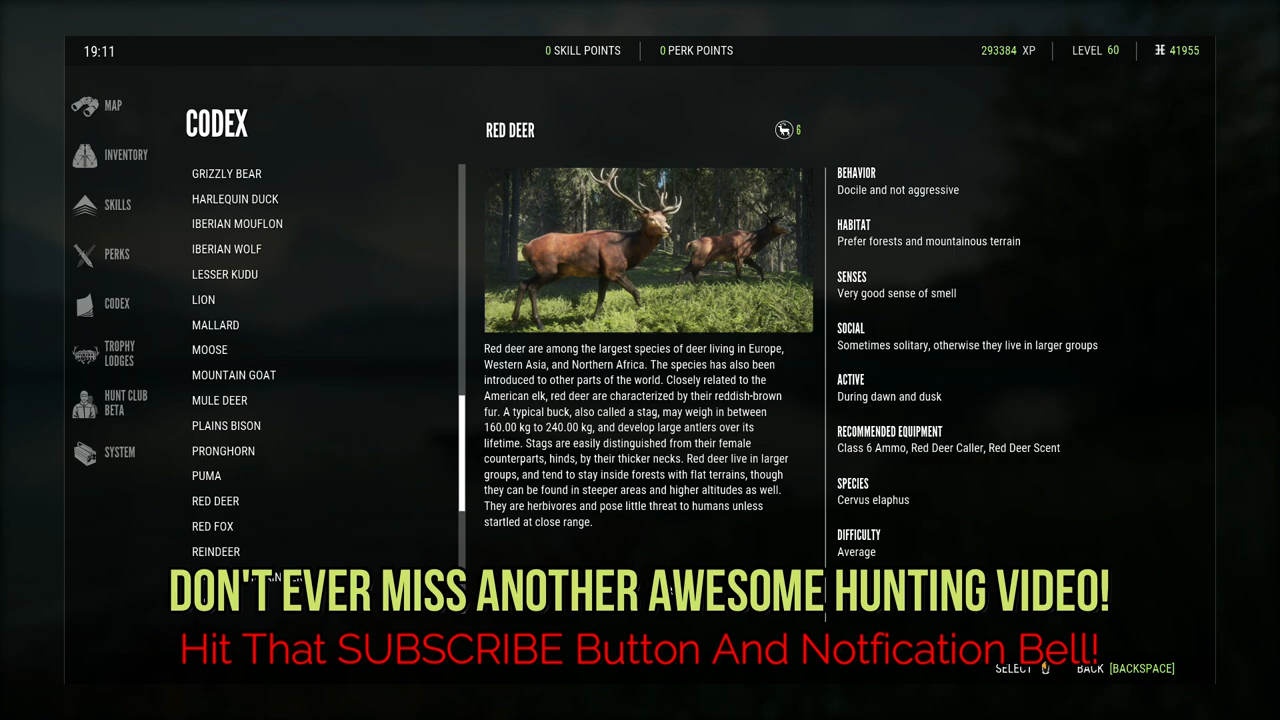 19:11
0 SKILL POINTS
0 PERK POINTS
293384 XP
LEVEL 60
41955
MAP
INVENTORY
SKILLS
PERKS
CODEX
TROPHY
LODGES
HUNT CLUB
BETA
SYSTEM
CODEX
GRIZZLY BEAR
HARLEQUIN DUCK
IBERIAN MOUFLON
IBERIAN WOLF
LESSER KUDU
LION
MALLARD
MOOSE
MOUNTAIN GOAT
MULE DEER
PLAINS BISON
PRONGHORN
PUMA
RED DEER
RED FOX
REINDEER
RED DEER
6
Red deer are among the largest species of deer living in Europe,
Western Asia, and Northern Africa. The species has also been
introduced to other parts of the world. Closely related to the
American elk, red deer are characterized by their reddish-brown
fur. A typical buck, also called a stag, may weigh in between
160.00 kg to 240.00 kg, and develop large antlers over its
lifetime. Stags are easily distinguished from their female
counterparts, hinds, by their thicker necks. Red deer live in larger
groups, and tend to stay inside forests with flat terrains, though
they can be found in steeper areas and higher altitudes as well.
They are herbivores and pose little threat to humans unless
startled at close range.
BEHAVIOR
Docile and not aggressive
HABITAT
Prefer forests and mountainous terrain
SENSES
Very good sense of smell
SOCIAL
Sometimes solitary, otherwise they live in larger groups
ACTIVE
During dawn and dusk
RECOMMENDED EQUIPMENT
Class 6 Ammo, Red Deer Caller, Red Deer Scent
SPECIES
Cervus elaphus
DIFFICULTY
Average
DON'T EVER MISS ANOTHER AWESOME HUNTING VIDEO!
Hit That SUBSCRIBE Button And Notfication Bell!
SELECT
BACK [BACKSPACE]